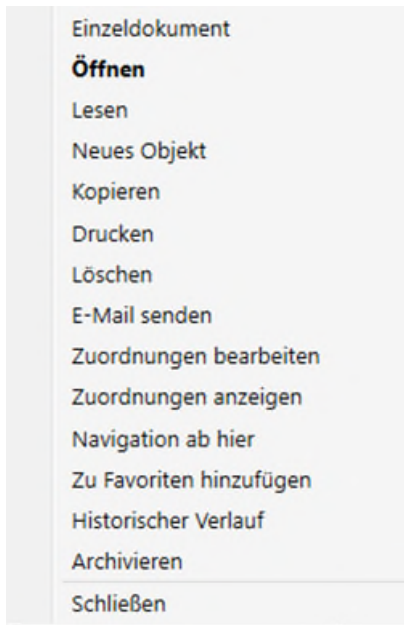 Einzeldokument
Öffnen
Lesen
Neues Objekt
Kopieren
Drucken
Löschen
E-Mail senden
Zuordnungen bearbeiten
Zuordnungen anzeigen
Navigation ab hier
Zu Favoriten hinzufügen
Historischer Verlauf
Archivieren
Schließen